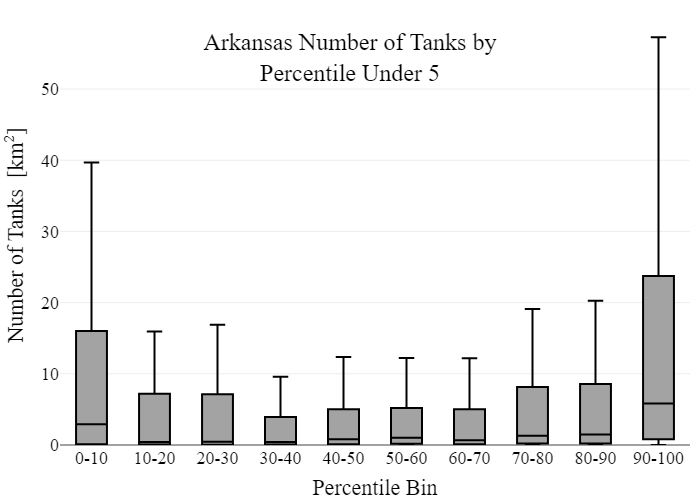 Arkansas Number of Tanks by
Percentile Under 5
Number of Tanks [km²]
50
40
30
20
10
0
0-10 10-20 20-30 30-40 40-50 50-60 60-70 70-80 80-90 90-100
Percentile Bin